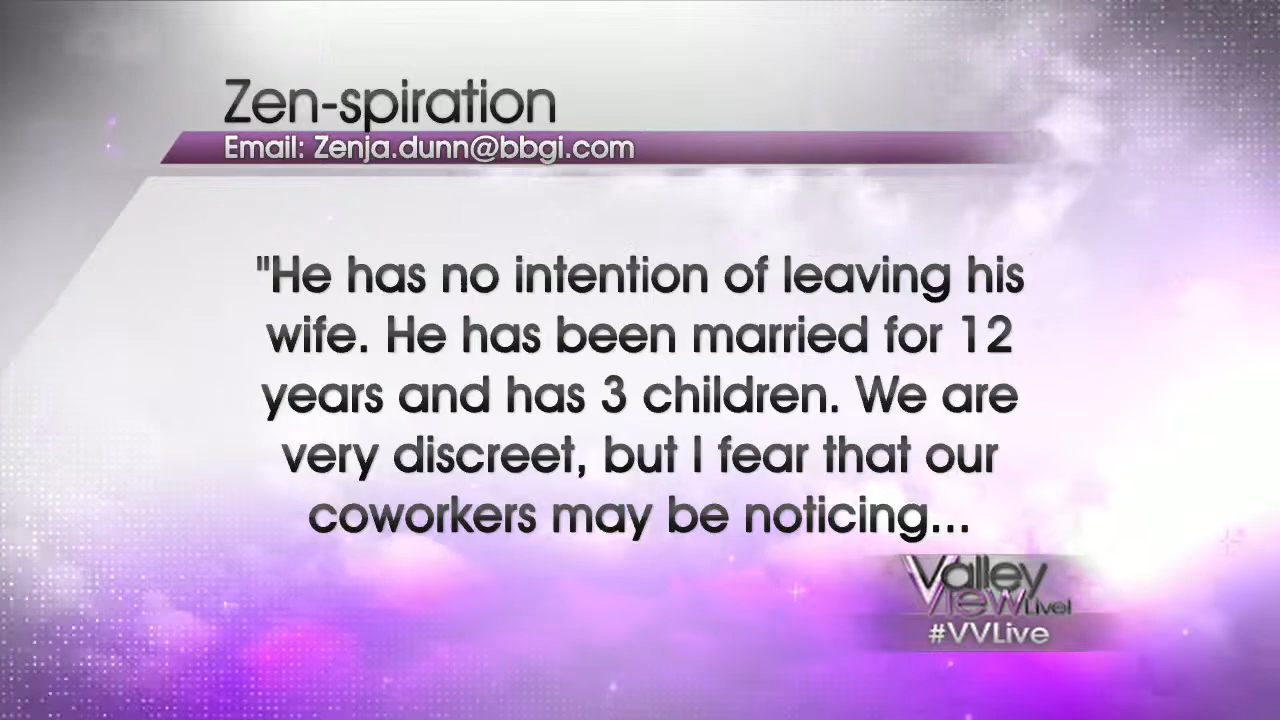 Zen-spiration
Email: Zenja.dunn@bbgi.com
"He has no intention of leaving his
wife. He has been married for 12
years and has 3 children. We are
very discreet, but I fear that our
coworkers may be noticing...
Valley
View Live!
#VVLive